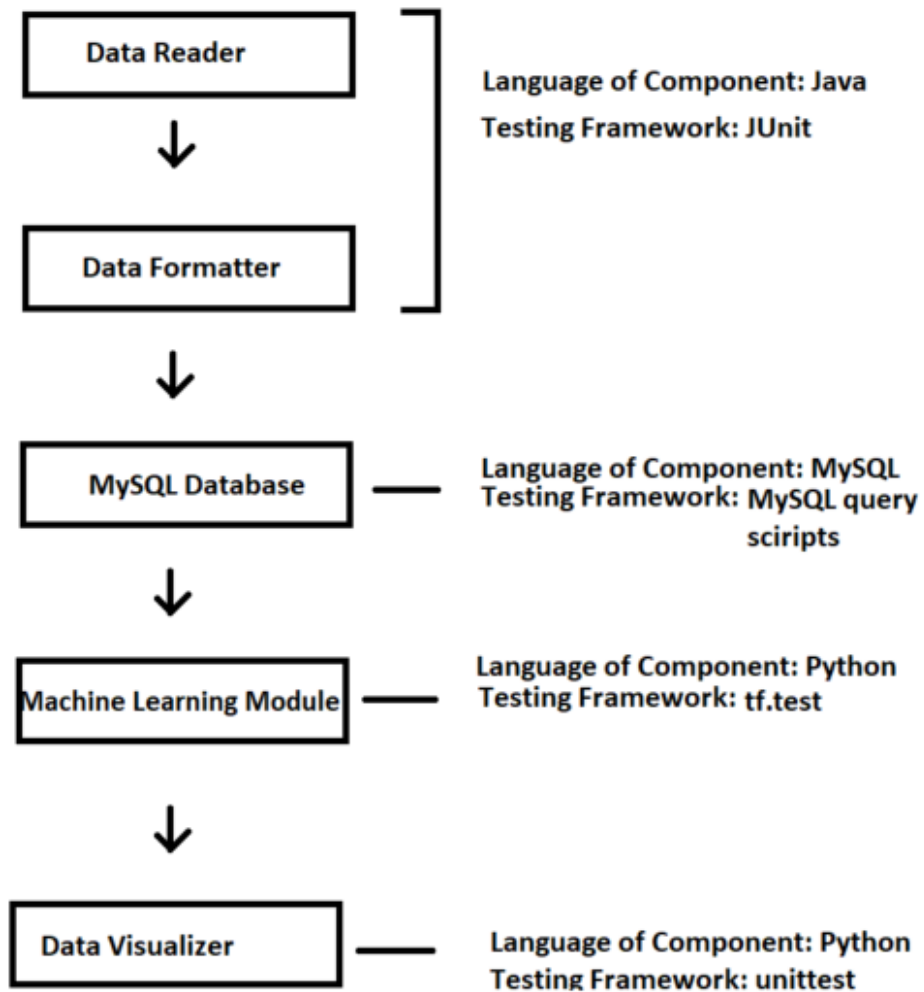 Data Reader
Language of Component: Java
Testing Framework: JUnit
Data Formatter
MySQL Database
Language of Component: MySQL
Testing Framework: MySQL query
sciripts
Machine Learning Module
Language of Component: Python
Testing Framework: tf.test
Data Visualizer
Language of Component: Python
Testing Framework: unittest